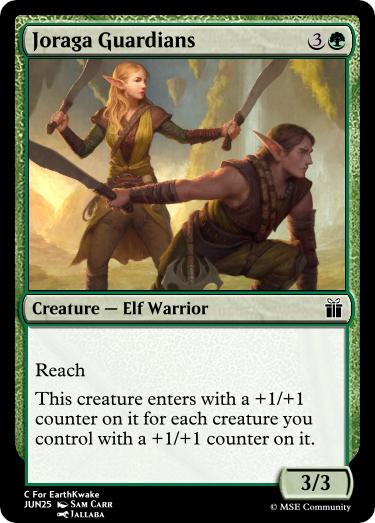 Joraga Guardians 3
Creature — Elf Warrior
Reach
This creature enters with a +1/+1
counter on it for each creature you
control with a +1/+1 counter on it.
3/3
C For EarthKwake
JUN25 Sam Carr
Jallaba
© MSE Community